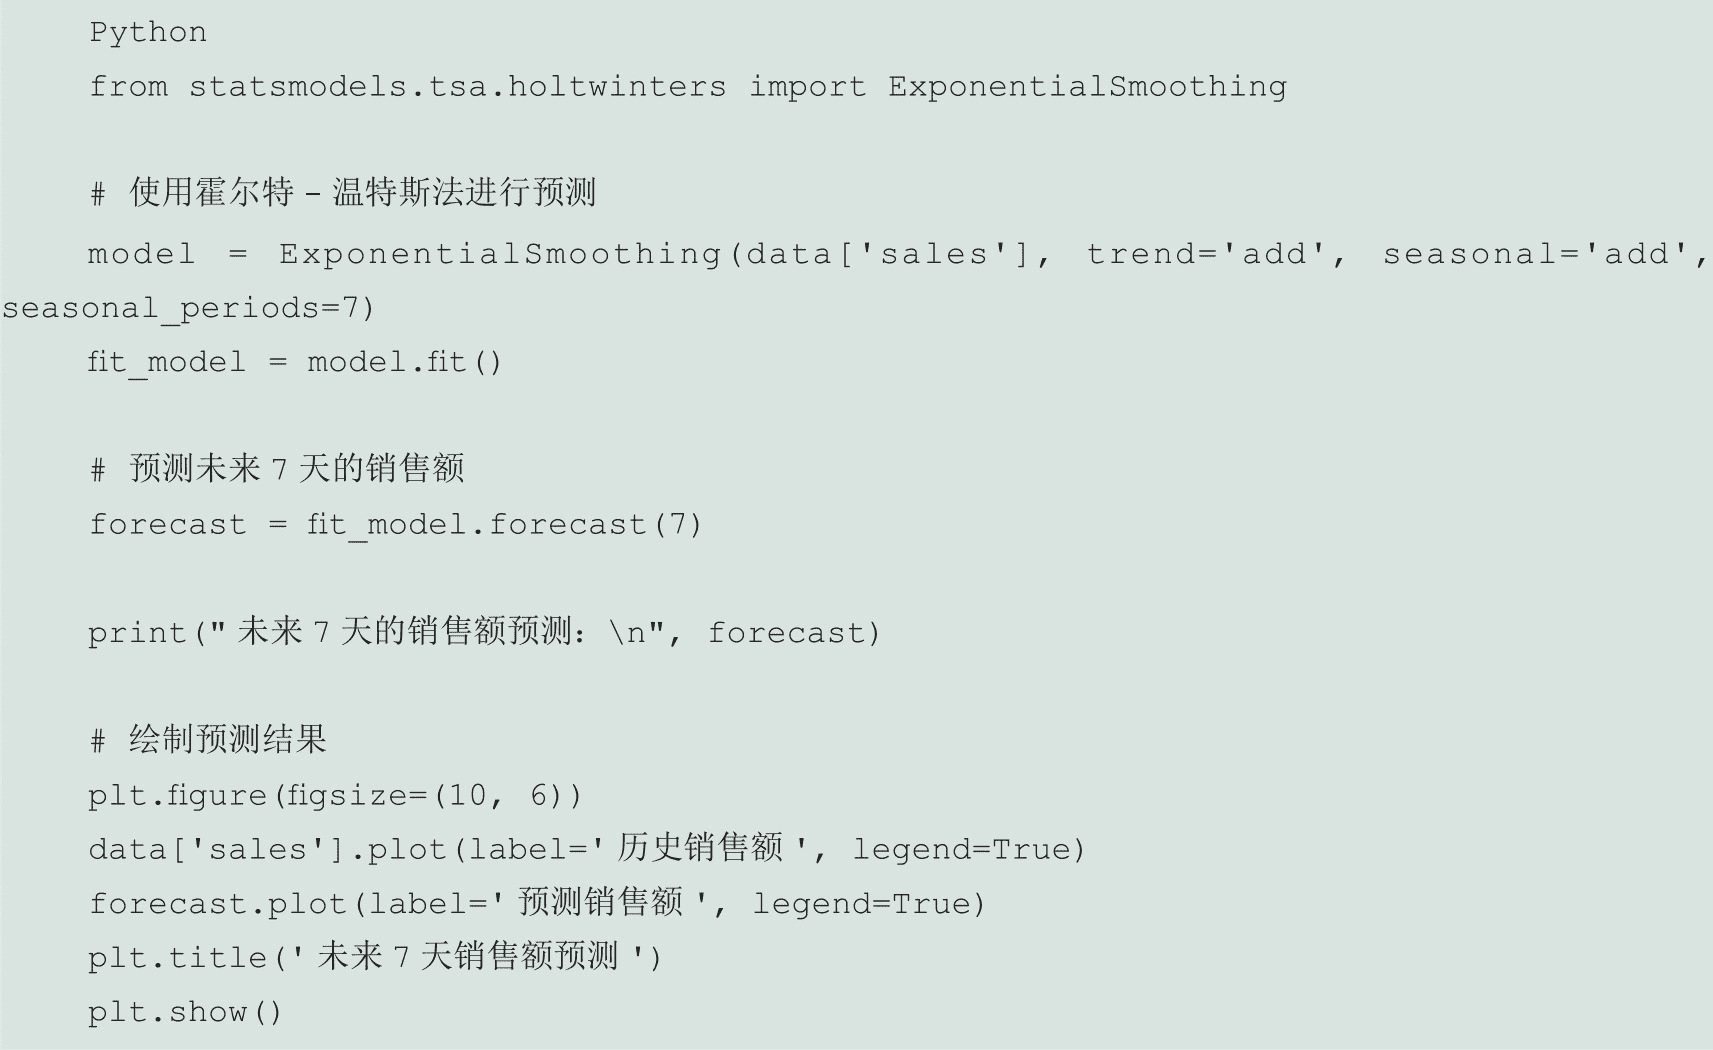 Python
from statsmodels.tsa.holtwinters import ExponentialSmoothing
# 使用霍尔特－温特斯法进行预测
model = ExponentialSmoothing(data['sales'], trend='add', seasonal='add',
seasonal_periods=7)
fit_model = model.fit()
# 预测未来 7 天的销售额
forecast = fit_model.forecast(7)
print(" 未来 7 天的销售额预测：\n", forecast)
# 绘制预测结果
plt.figure(figsize=(10, 6))
data['sales'].plot(label=' 历史销售额 ', legend=True)
forecast.plot(label=' 预测销售额 ', legend=True)
plt.title(' 未来 7 天销售额预测 ')
plt.show()